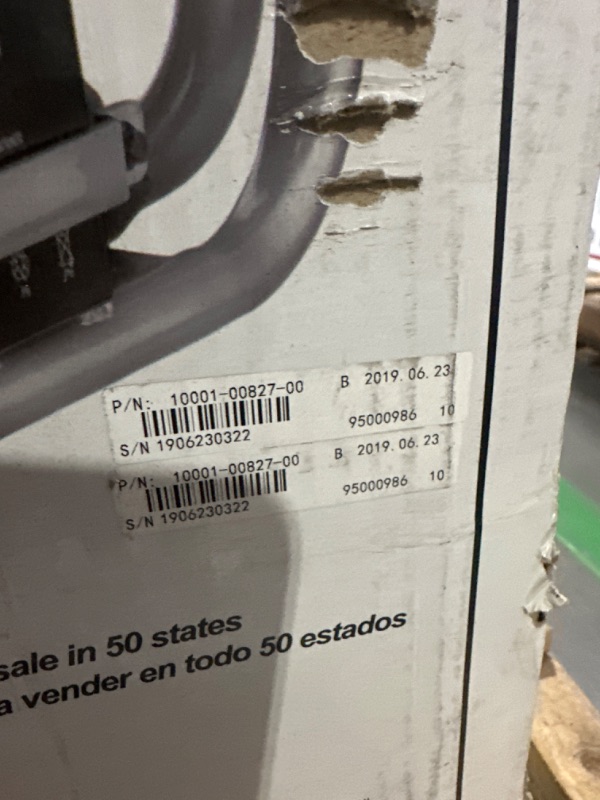 P/N: 10001-00827-00 B 2019.06.23
95000986 10
S/N 1906230322
P/N: 10001-00827-00 B 2019.06.23
95000986 10
S/N 1906230322
sale in 50 states
a vender en todo 50 estados